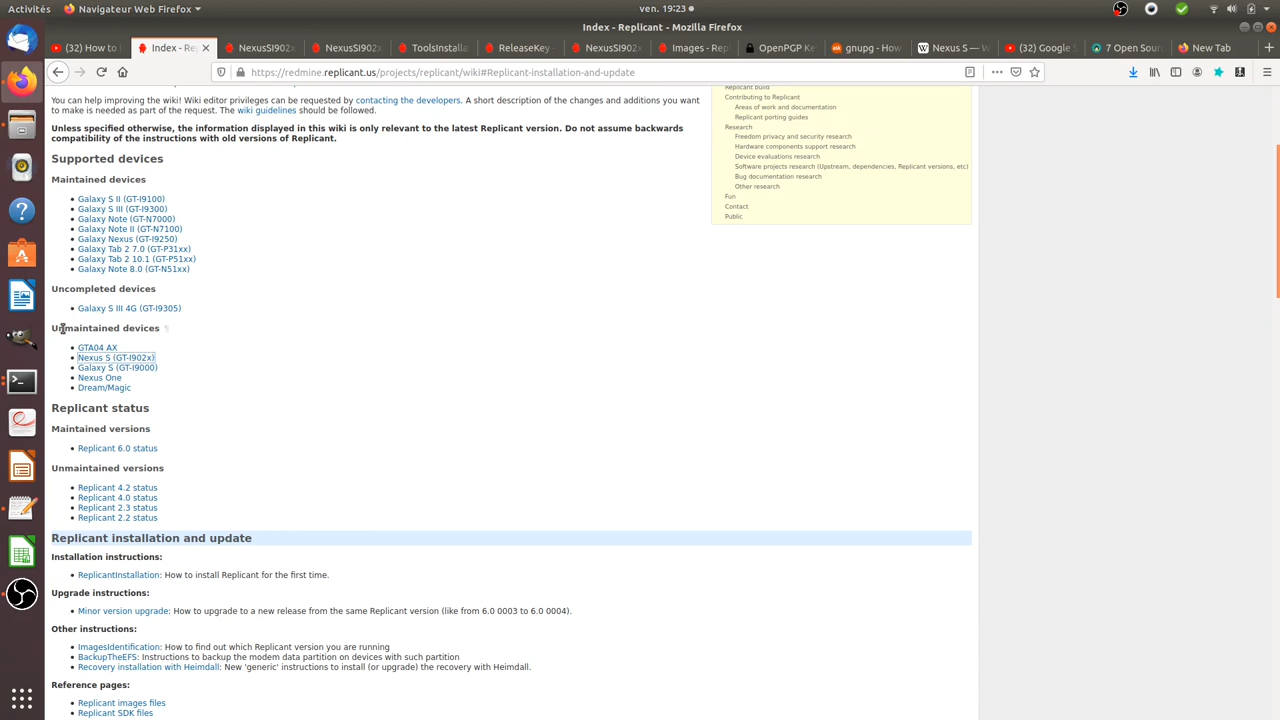 Activities
Firefox Web Browser
ven. 19:23
Index - Replicant - Mozilla Firefox
(32) How to i
Index - Re
NexusSI902x
NexusSI902x
ToolsInstalla
ReleaseKey -
NexusSI902x
Images - Rep
OpenPGP Ke
gnupg - How
Nexus S — W
(32) Google S
7 Open Sourc
New Tab
https://redmine.replicant.us/projects/replicant/wiki#Replicant-installation-and-update
You can help improving the wiki! Wiki editor privileges can be requested by contacting the developers. A short description of the changes and additions you want
to make is needed as part of the request. The wiki guidelines should be followed.
Unless specified otherwise, the information displayed in this wiki is only relevant to the latest Replicant version. Do not assume backwards
compatibility of the instructions with old versions of Replicant.
Supported devices
Maintained devices
Galaxy S II (GT-I9100)
Galaxy S III (GT-I9300)
Galaxy Note (GT-N7000)
Galaxy Note II (GT-N7100)
Galaxy Nexus (GT-I9250)
Galaxy Tab 2 7.0 (GT-P31xx)
Galaxy Tab 2 10.1 (GT-P51xx)
Galaxy Note 8.0 (GT-N51xx)
Uncompleted devices
Galaxy S III 4G (GT-I9305)
Unmaintained devices ¶
GTA04 AX
Nexus S (GT-I902x)
Galaxy S (GT-I9000)
Nexus One
Dream/Magic
Replicant status
Maintained versions
Replicant 6.0 status
Unmaintained versions
Replicant 4.2 status
Replicant 4.0 status
Replicant 2.3 status
Replicant 2.2 status
Replicant installation and update
Installation instructions:
ReplicantInstallation: How to install Replicant for the first time.
Upgrade instructions:
Minor version upgrade: How to upgrade to a new release from the same Replicant version (like from 6.0 0003 to 6.0 0004).
Other instructions:
ImagesIdentification: How to find out which Replicant version you are running
BackupTheEFS: Instructions to backup the modem data partition on devices with such partition
Recovery installation with Heimdall: New 'generic' instructions to install (or upgrade) the recovery with Heimdall.
Reference pages:
Replicant images files
Replicant SDK files
Replicant build
Contributing to Replicant
Areas of work and documentation
Replicant porting guides
Research
Freedom privacy and security research
Hardware components support research
Device evaluations research
Software projects research (Upstream, dependencies, Replicant versions, etc)
Bug documentation research
Other research
Fun
Contact
Public